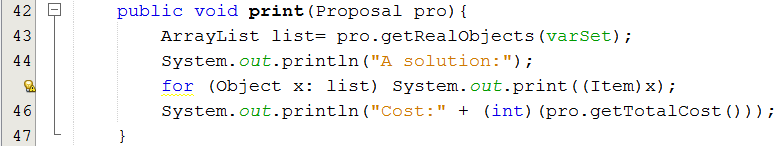 42 public void print(Proposal pro){
43 ArrayList list= pro.getRealObjects(varSet);
44 System.out.println("A solution:");
for (Object x: list) System.out.print((Item)x);
46 System.out.println("Cost:" + (int)(pro.getTotalCost()));
47 }